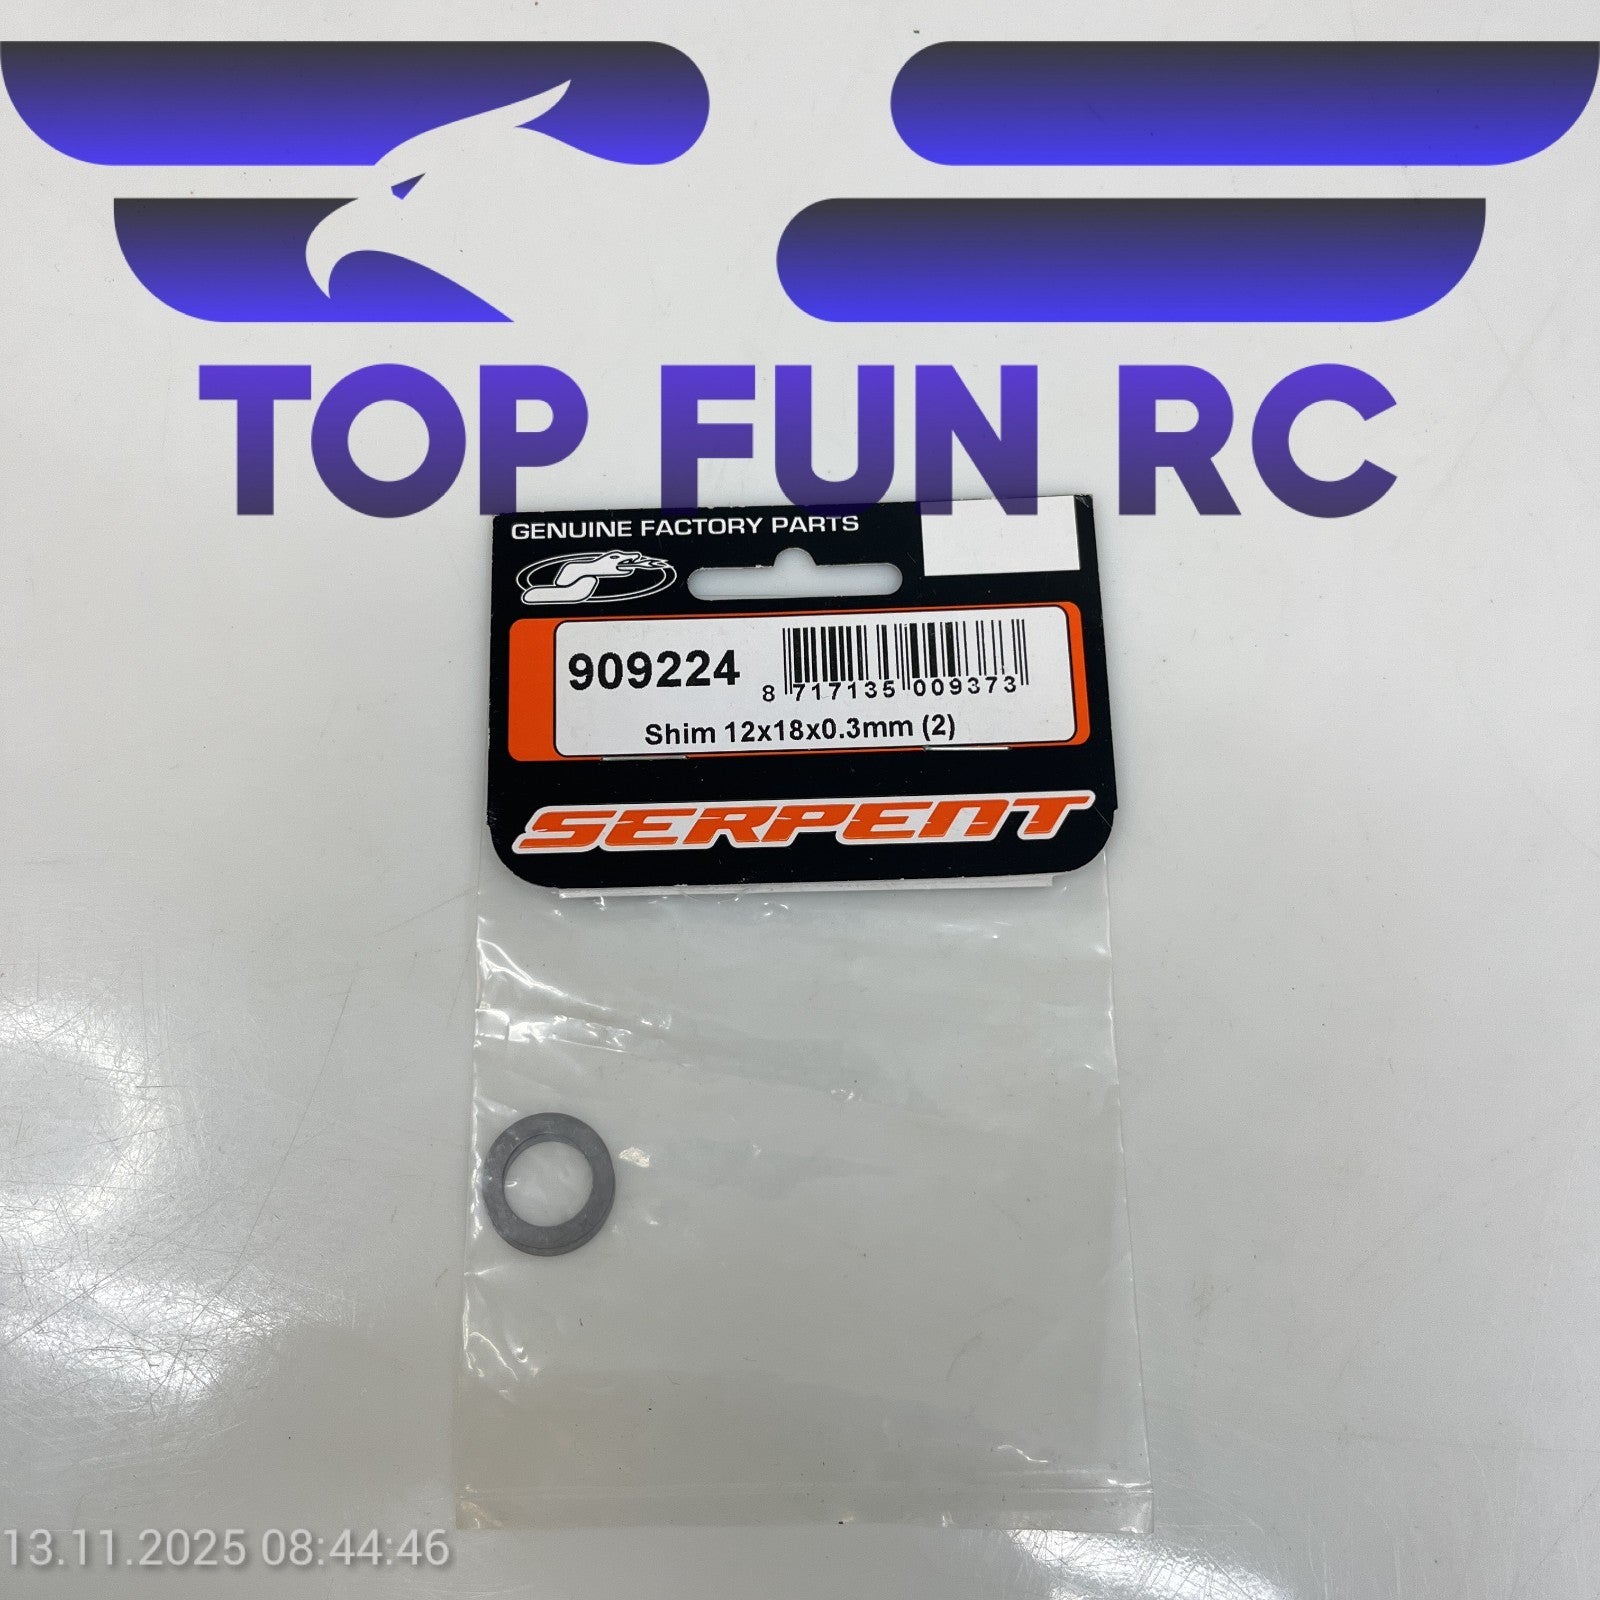 TOP FUN RC
GENUINE FACTORY PARTS
909224
8 717135 009373
Shim 12x18x0.3mm (2)
SERPENT
13.11.2025 08:44:46